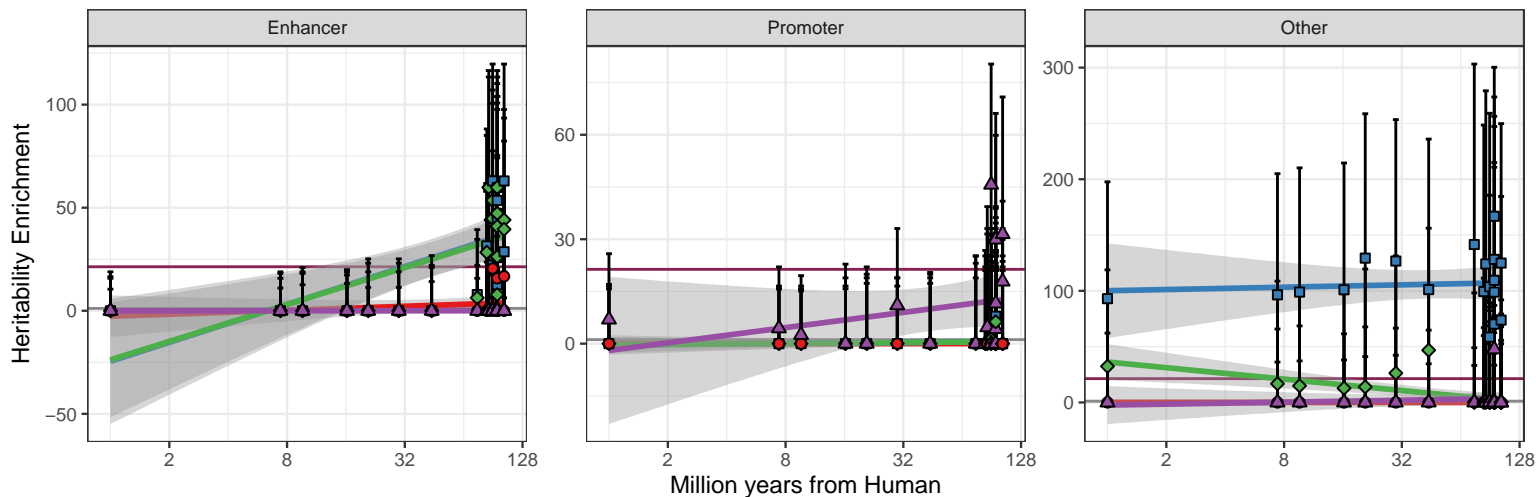 Enhancer
Promoter
Other
Heritability Enrichment
100
50
0
−50
60
30
0
300
200
100
0
2 8 32 128
2 8 32 128
2 8 32 128
Million years from Human